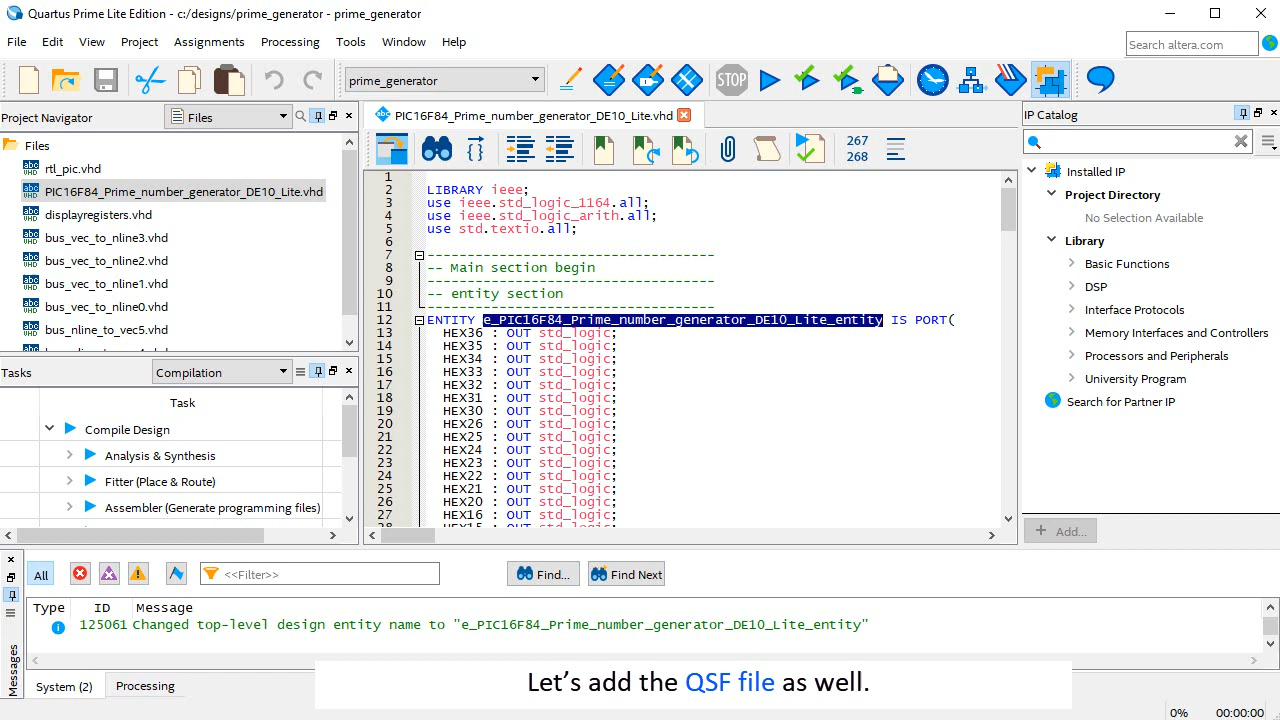 Quartus Prime Lite Edition - c:/designs/prime_generator - prime_generator
File Edit View Project Assignments Processing Tools Window Help
Search altera.com
prime_generator
STOP
Project Navigator
Files
Files
rtl_pic.vhd
PIC16F84_Prime_number_generator_DE10_Lite.vhd
displayregisters.vhd
bus_vec_to_nline3.vhd
bus_vec_to_nline2.vhd
bus_vec_to_nline1.vhd
bus_vec_to_nline0.vhd
bus_nline_to_vec5.vhd
Tasks
Compilation
Task
Compile Design
Analysis & Synthesis
Fitter (Place & Route)
Assembler (Generate programming files)
PIC16F84_Prime_number_generator_DE10_Lite.vhd
267
268
1
2 LIBRARY ieee;
3 use ieee.std_logic_1164.all;
4 use ieee.std_logic_arith.all;
5 use std.textio.all;
6
7 ------------------------------------
8 -- Main section begin
9 ------------------------------------
10 -- entity section
11 ------------------------------------
12 ENTITY e_PIC16F84_Prime_number_generator_DE10_Lite_entity IS PORT(
13 HEX36 : OUT std_logic;
14 HEX35 : OUT std_logic;
15 HEX34 : OUT std_logic;
16 HEX33 : OUT std_logic;
17 HEX32 : OUT std_logic;
18 HEX31 : OUT std_logic;
19 HEX30 : OUT std_logic;
20 HEX26 : OUT std_logic;
21 HEX25 : OUT std_logic;
22 HEX24 : OUT std_logic;
23 HEX23 : OUT std_logic;
24 HEX22 : OUT std_logic;
25 HEX21 : OUT std_logic;
26 HEX20 : OUT std_logic;
27 HEX16 : OUT std_logic;
28 HEX15 : OUT std_logic;
IP Catalog
Installed IP
Project Directory
No Selection Available
Library
Basic Functions
DSP
Interface Protocols
Memory Interfaces and Controllers
Processors and Peripherals
University Program
Search for Partner IP
Add...
All
<<Filter>>
Find...
Find Next
Type ID Message
125061 Changed top-level design entity name to "e_PIC16F84_Prime_number_generator_DE10_Lite_entity"
Messages
System (2)
Processing
Let's add the QSF file as well.
0% 00:00:00